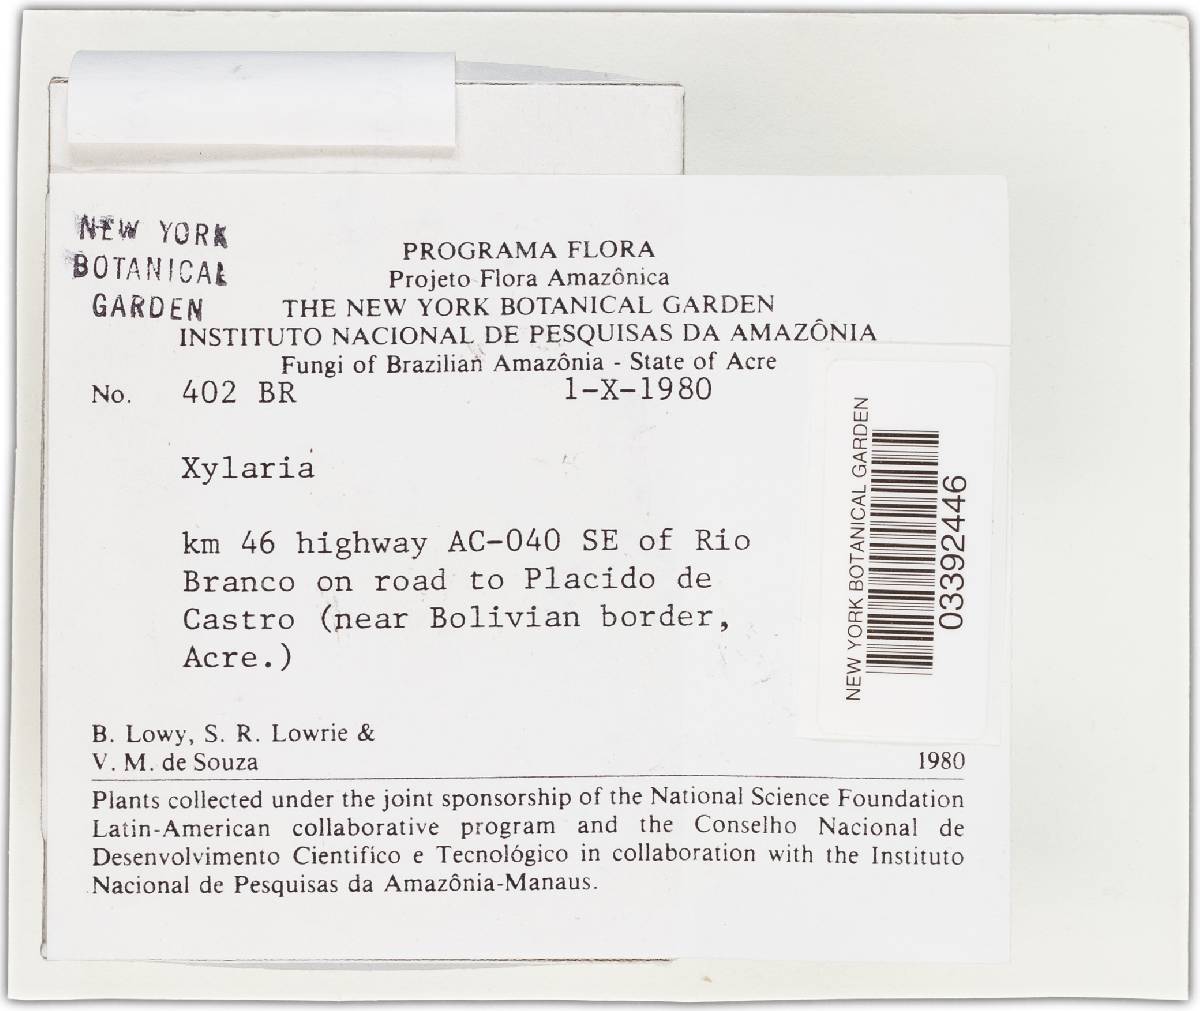 NEW YORK
BOTANICAL
GARDEN
PROGRAMA FLORA
Projeto Flora Amazônica
THE NEW YORK BOTANICAL GARDEN
INSTITUTO NACIONAL DE PESQUISAS DA AMAZÔNIA
Fungi of Brazilian Amazônia - State of Acre
No. 402 BR 1-X-1980
Xylaria
km 46 highway AC-040 SE of Rio
Branco on road to Placido de
Castro (near Bolivian border,
Acre.)
NEW YORK BOTANICAL GARDEN
03392446
B. Lowy, S. R. Lowrie &
V. M. de Souza 1980
Plants collected under the joint sponsorship of the National Science Foundation
Latin-American collaborative program and the Conselho Nacional de
Desenvolvimento Cientifíco e Tecnológico in collaboration with the Instituto
Nacional de Pesquisas da Amazônia-Manaus.